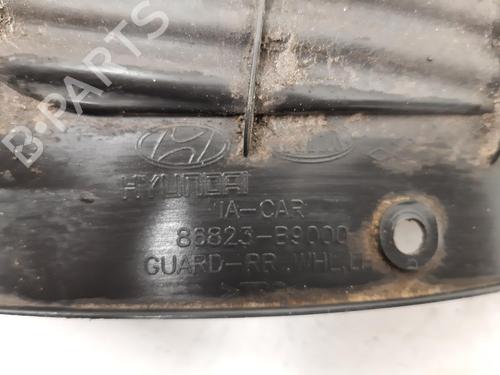 B-PARTS
HYUNDAI
IA-CAR
86823-B9000
GUARD-RR WHL,L